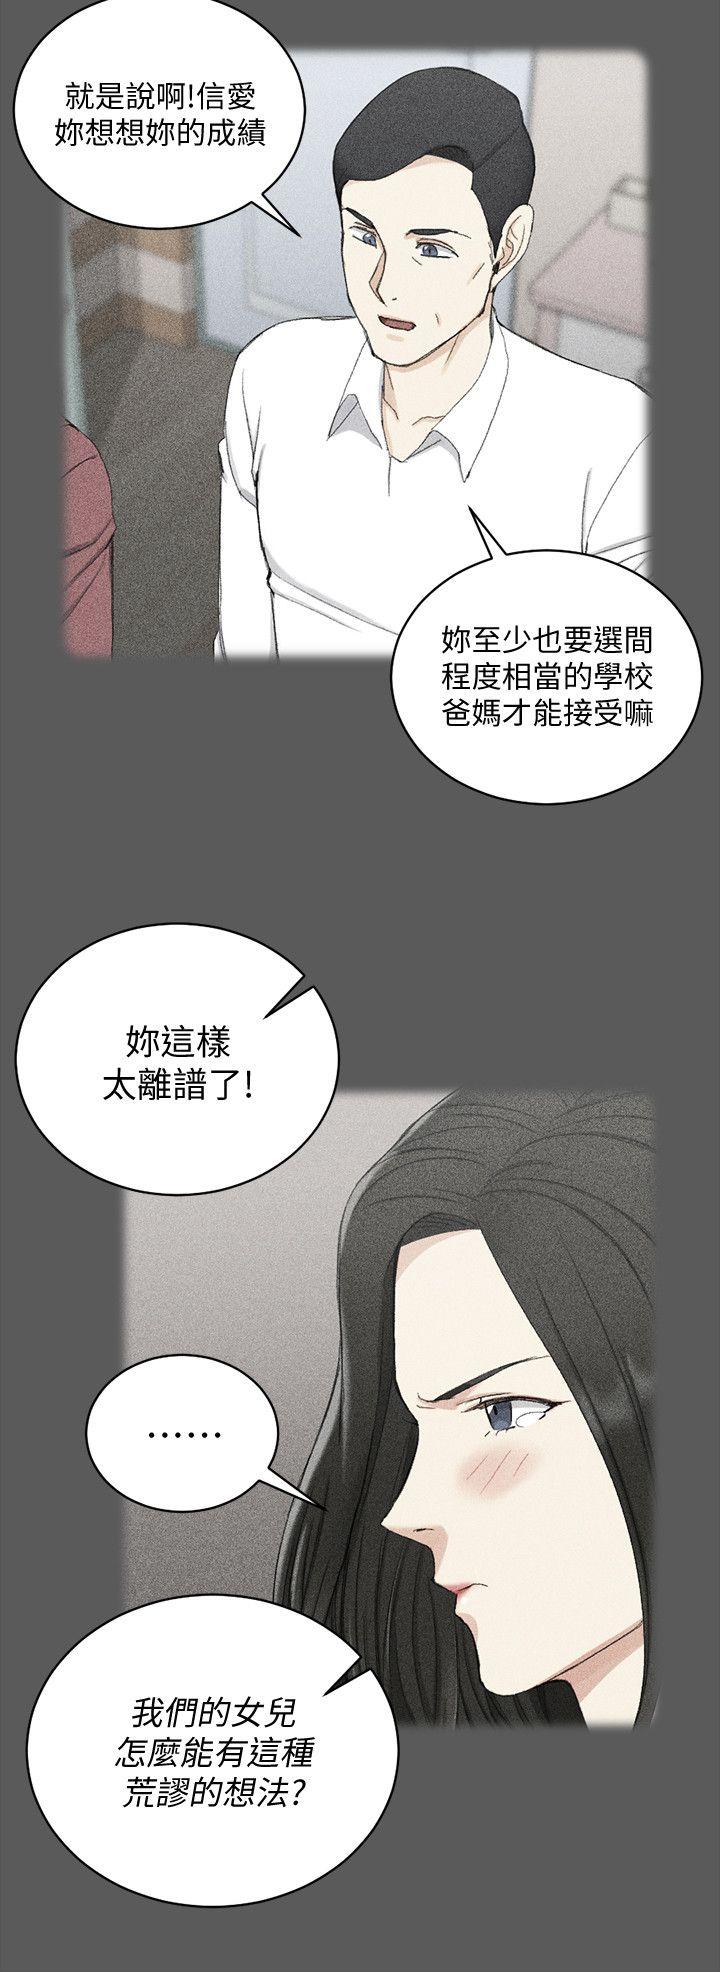 就是說啊!信愛
妳想想妳的成績
妳至少也要選間
程度相當的學校
爸媽才能接受嘛
妳這樣
太離譜了!
⋯⋯
我們的女兒
怎麼能有這種
荒謬的想法?